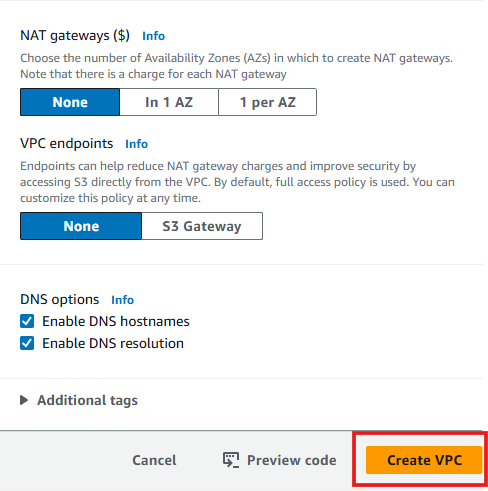 NAT gateways ($) Info
Choose the number of Availability Zones (AZs) in which to create NAT gateways.
Note that there is a charge for each NAT gateway
None In 1 AZ 1 per AZ
VPC endpoints Info
Endpoints can help reduce NAT gateway charges and improve security by
accessing S3 directly from the VPC. By default, full access policy is used. You can
customize this policy at any time.
None S3 Gateway
DNS options Info
Enable DNS hostnames
Enable DNS resolution
Additional tags
Cancel Preview code Create VPC